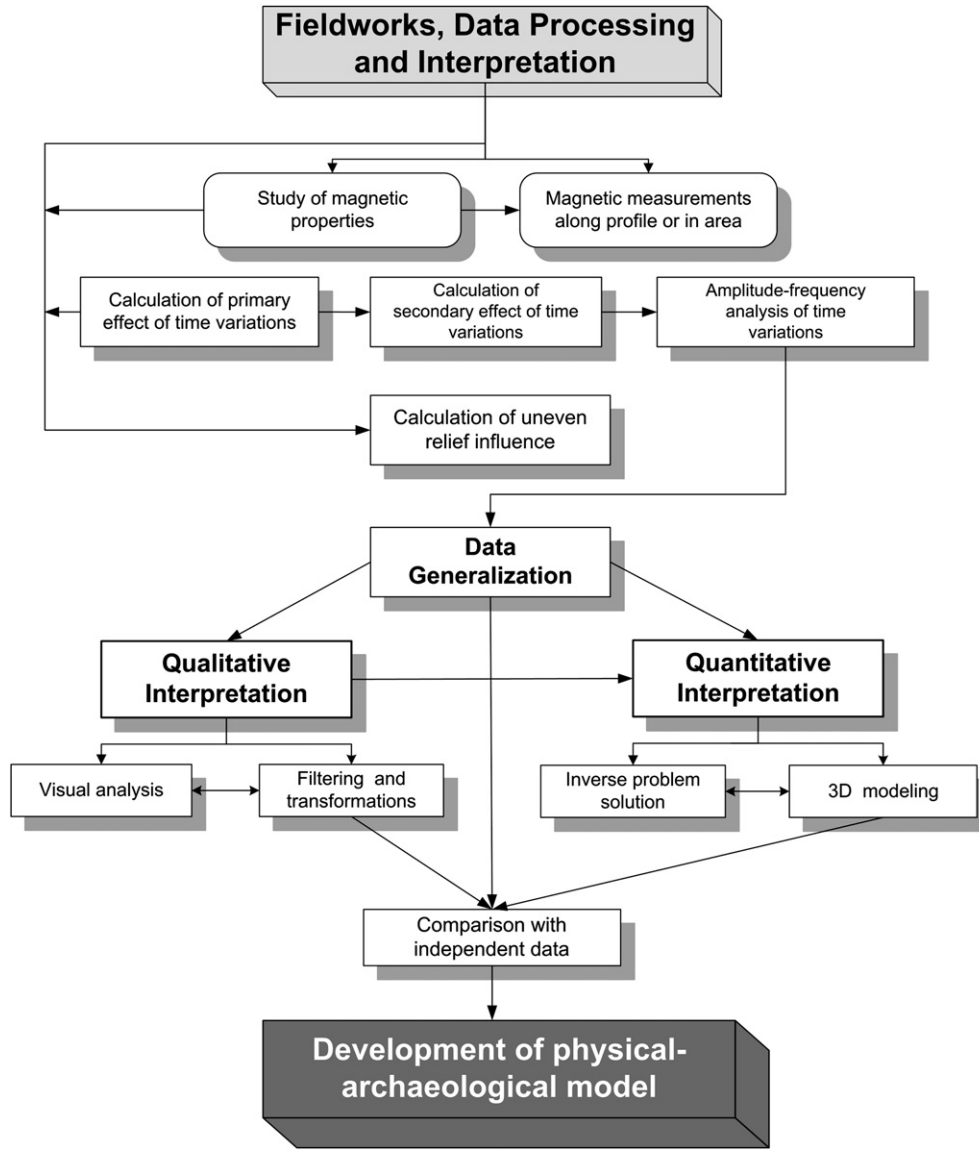 Fieldworks, Data Processing
and Interpretation
Study of magnetic
properties
Magnetic measurements
along profile or in area
Calculation of primary
effect of time variations
Calculation of
secondary effect of time
variations
Amplitude-frequency
analysis of time
variations
Calculation of uneven
relief influence
Data
Generalization
Qualitative
Interpretation
Quantitative
Interpretation
Visual analysis
Filtering and
transformations
Inverse problem
solution
3D modeling
Comparison with
independent data
Development of physical-
archaeological model